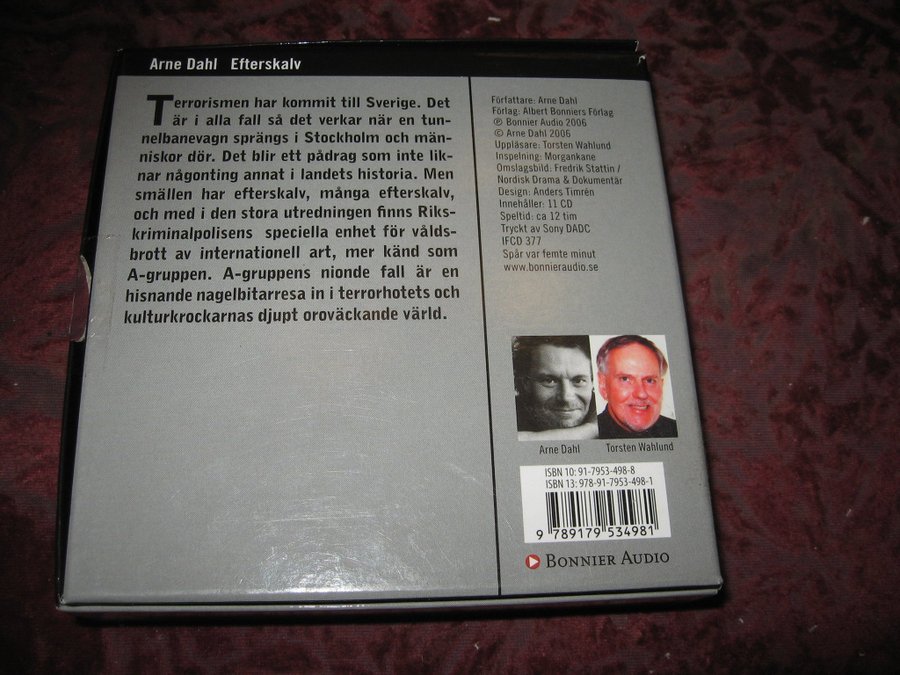 Arne Dahl Efterskalv
Terrorismen har kommit till Sverige. Det
är i alla fall så det verkar när en tun-
nelbanevagn sprängs i Stockholm och män-
niskor dör. Det blir ett pådrag som inte lik-
nar någonting annat i landets historia. Men
smällen har efterskalv, många efterskalv,
och med i den stora utredningen finns Riks-
kriminalpolisens speciella enhet för vålds-
brott av internationell art, mer känd som
A-gruppen. A-gruppens nionde fall är en
hisnande nagelbitarresa in i terrorhotets och
kulturkrockarnas djupt oroväckande värld.
Författare: Arne Dahl
Förlag: Albert Bonniers Förlag
℗ Bonnier Audio 2006
© Arne Dahl 2006
Uppläsare: Torsten Wahlund
Inspelning: Morgankane
Omslagsbild: Fredrik Stattin /
Nordisk Drama & Dokumentär
Design: Anders Timrén
Innehåller: 11 CD
Speltid: ca 12 tim
Tryckt av Sony DADC
IFCD 377
Spår var femte minut
www.bonnieraudio.se
Arne Dahl Torsten Wahlund
ISBN 10: 91-7953-498-8
ISBN 13: 978-91-7953-498-1
9 789179 534981
BONNIER AUDIO